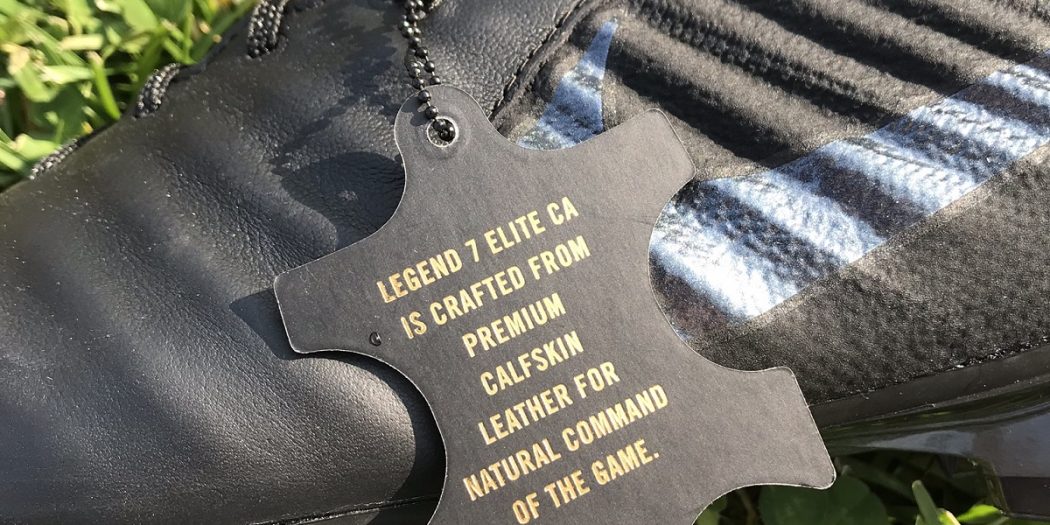 LEGEND 7 ELITE CA
IS CRAFTED FROM
PREMIUM
CALFSKIN
LEATHER FOR
NATURAL COMMAND
OF THE GAME.